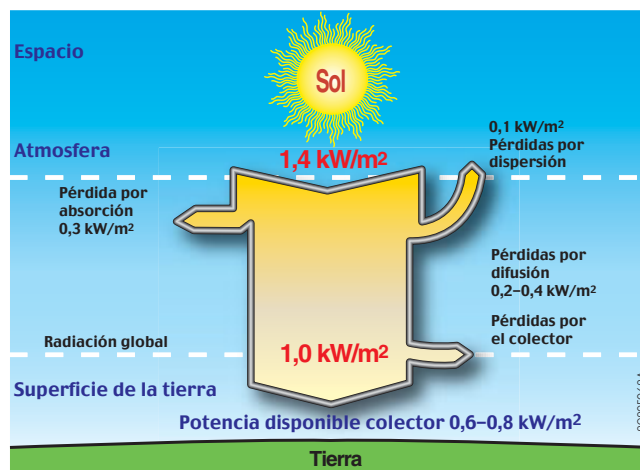 Espacio
Sol
0,1 kW/m²
Pérdidas por
dispersión
Atmosfera
1,4 kW/m²
Pérdida por
absorción
0,3 kW/m²
Pérdidas por
difusión
0,2–0,4 kW/m²
Pérdidas por
el colector
Radiación global
1,0 kW/m²
Superficie de la tierra
Potencia disponible colector 0,6–0,8 kW/m²
Tierra